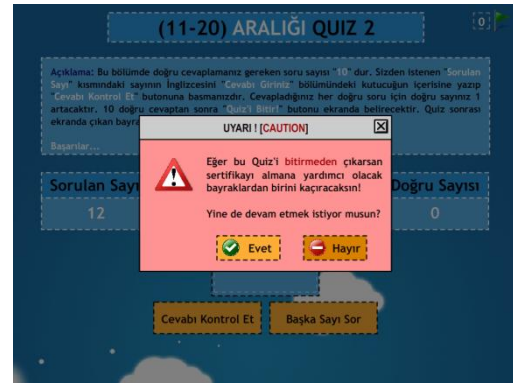 (11-20) ARALIĞI QUIZ 2
0
Açıklama: Bu bölümde doğru cevaplamanız gereken soru sayısı "10" dur. Sizden istenen "Sorulan
Sayı" kısmındaki sayının İngilizcesini "Cevabı Giriniz" bölümündeki kutucuğun içerisine yazıp
"Cevabı Kontrol Et" butonuna basmanızdır. Cevapladığınız her doğru soru için doğru sayınız 1
artacaktır. 10 doğru cevaptan sonra "Quiz'i Bitir!" butonu ekranda belirecektir. Quiz sonrası
ekranda çıkan bayra
Başarılar...
UYARI ! [CAUTION]
Eğer bu Quiz'i bitirmeden çıkarsan
sertifikayı almana yardımcı olacak
bayraklardan birini kaçıracaksın!
Yine de devam etmek istiyor musun?
Evet
Hayır
Sorulan Sayı
Doğru Sayısı
12
0
Cevabı Kontrol Et
Başka Sayı Sor